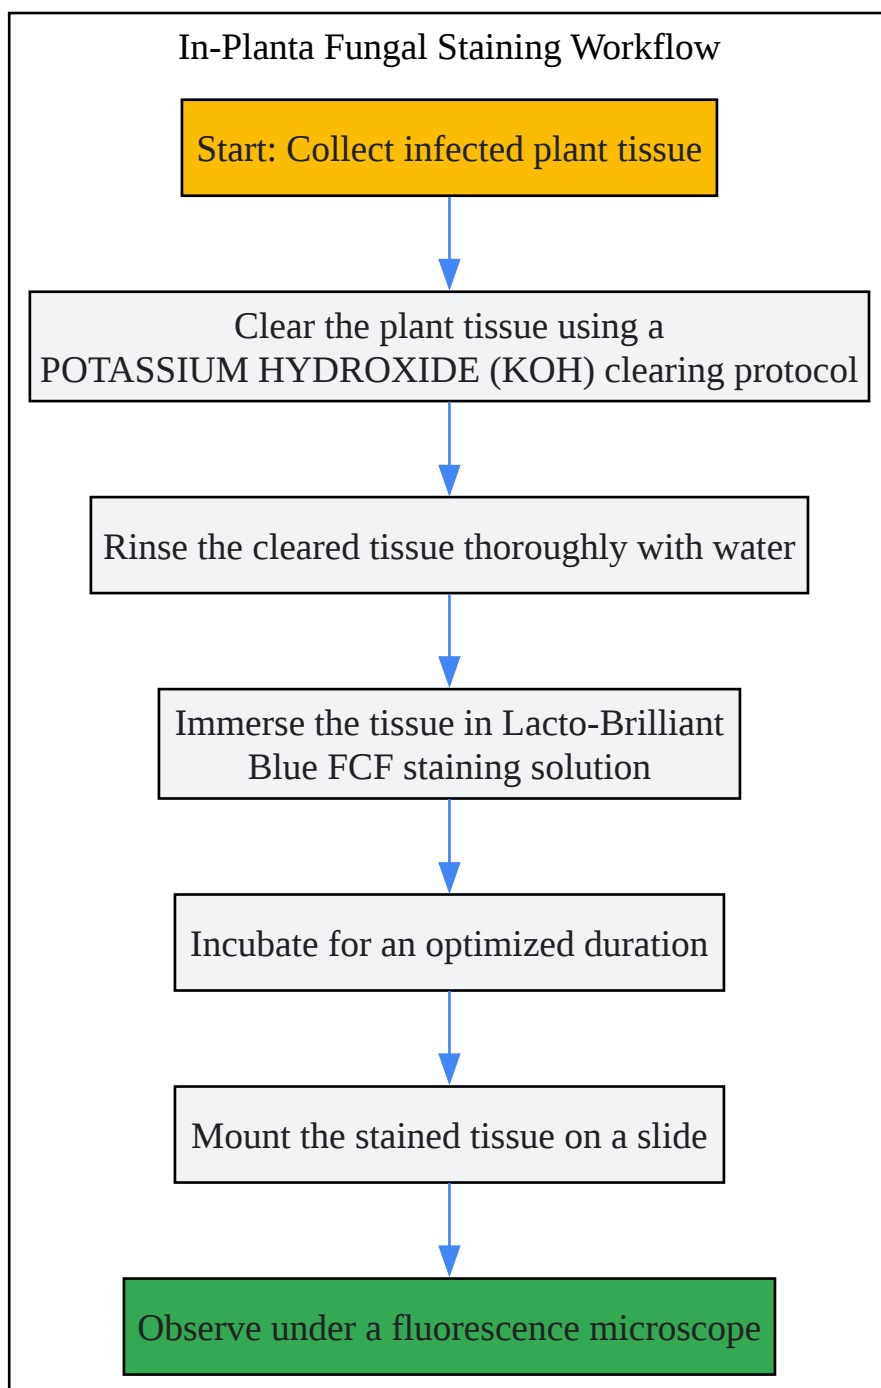 In-Planta Fungal Staining Workflow
Start: Collect infected plant tissue
Clear the plant tissue using a
POTASSIUM HYDROXIDE (KOH) clearing protocol
Rinse the cleared tissue thoroughly with water
Immerse the tissue in Lacto-Brilliant
Blue FCF staining solution
Incubate for an optimized duration
Mount the stained tissue on a slide
Observe under a fluorescence microscope